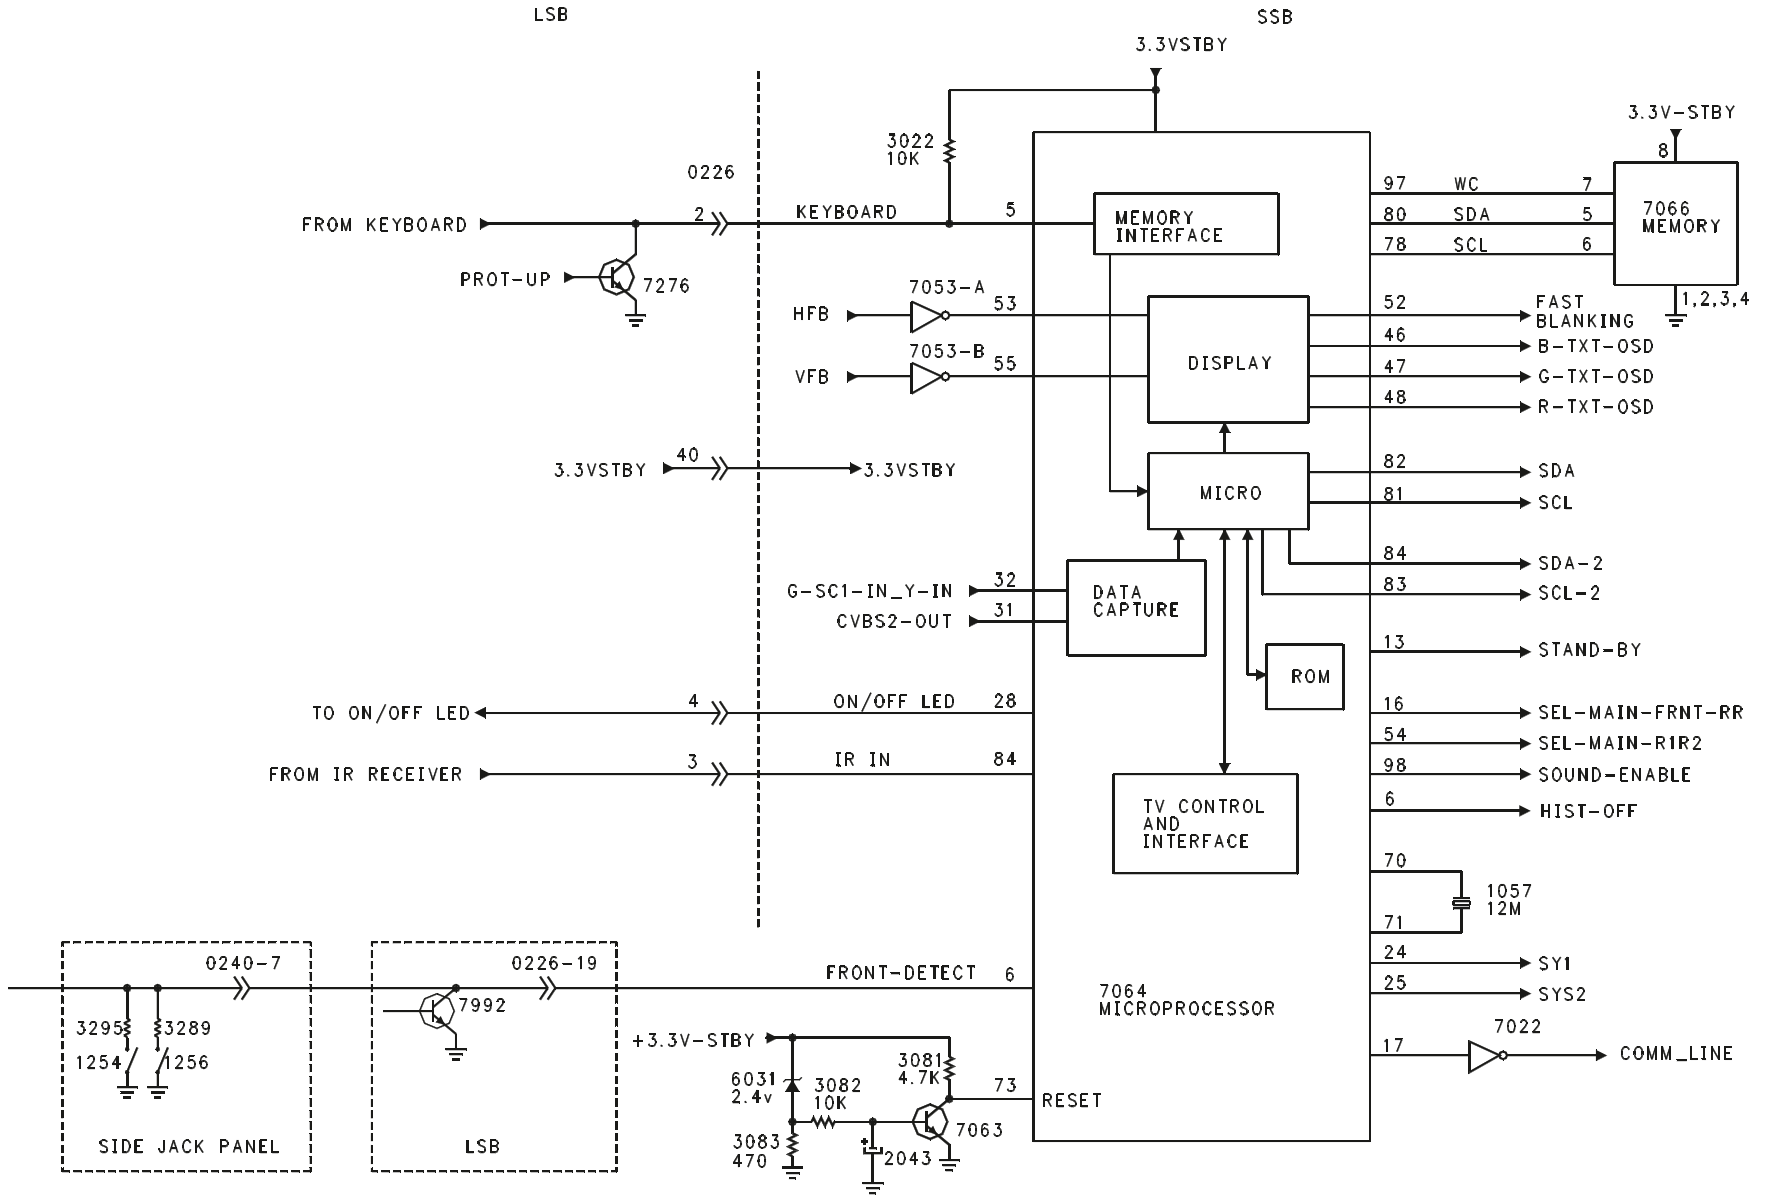 LSB
SSB
3.3VSTBY
3022
10K
3.3V-STBY
8
0226
FROM KEYBOARD
2
KEYBOARD
5
MEMORY
INTERFACE
97
WC
7
80
SDA
5
78
SCL
6
7066
MEMORY
1,2,3,4
PROT-UP
7276
HFB
7053-A
53
VFB
7053-B
55
DISPLAY
52
FAST
BLANKING
46
B-TXT-OSD
47
G-TXT-OSD
48
R-TXT-OSD
3.3VSTBY
40
3.3VSTBY
MICRO
82
SDA
81
SCL
84
SDA-2
83
SCL-2
G-SC1-IN_Y-IN
32
CVBS2-OUT
31
DATA
CAPTURE
ROM
13
STAND-BY
TO ON/OFF LED
4
ON/OFF LED
28
16
SEL-MAIN-FRNT-RR
54
SEL-MAIN-R1R2
FROM IR RECEIVER
3
IR IN
84
98
SOUND-ENABLE
6
HIST-OFF
TV CONTROL
AND
INTERFACE
70
1057
12M
71
24
SY1
25
SYS2
0240-7
3295
3289
1254
1256
SIDE JACK PANEL
0226-19
7992
LSB
FRONT-DETECT
6
7064
MICROPROCESSOR
7022
17
COMM_LINE
+3.3V-STBY
3081
4.7K
6031
2.4v
3082
10K
73
RESET
7063
3083
470
+
2043